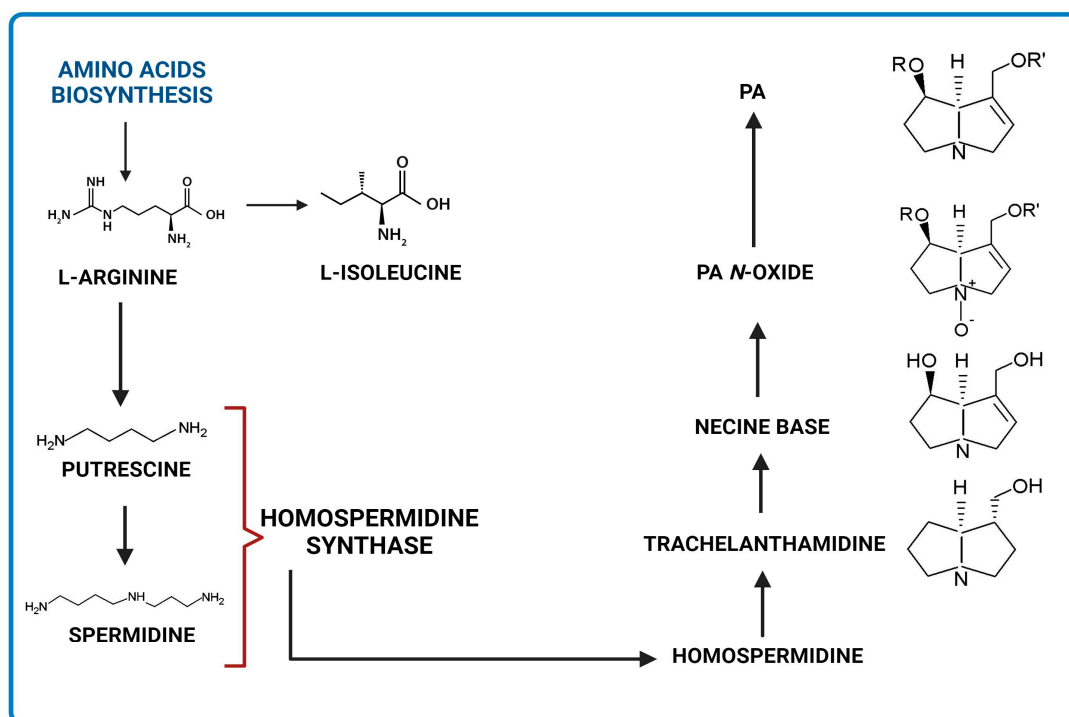 AMINO ACIDS
BIOSYNTHESIS
NH
H₂N
N
H
O
OH
NH₂
L-ARGININE
O
OH
NH₂
L-ISOLEUCINE
H₂N
NH₂
PUTRESCINE
H₂N
NH
NH₂
SPERMIDINE
HOMOSPERMIDINE
SYNTHASE
PA
RO
H
OR'
N
PA N-OXIDE
RO
H
OR'
N⁺
O⁻
NECINE BASE
HO
H
OH
N
TRACHELANTHAMIDINE
H
OH
N
HOMOSPERMIDINE